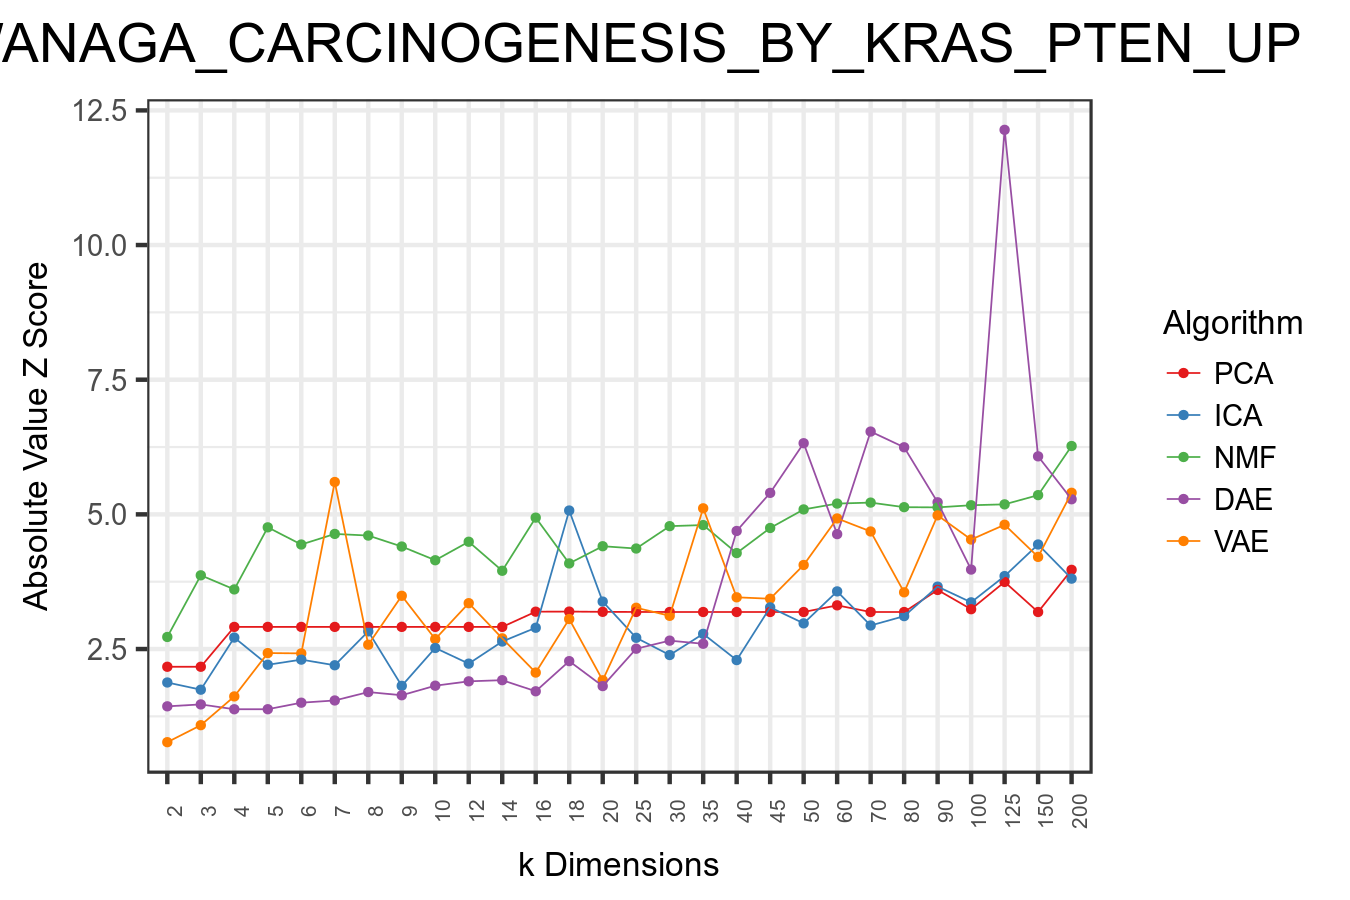 VANAGA_CARCINOGENESIS_BY_KRAS_PTEN_UP
12.5
10.0
7.5
5.0
2.5
Absolute Value Z Score
2 3 4 5 6 7 8 9 10 12 14 16 18 20 25 30 35 40 45 50 60 70 80 90 100 125 150 200
k Dimensions
Algorithm
PCA
ICA
NMF
DAE
VAE